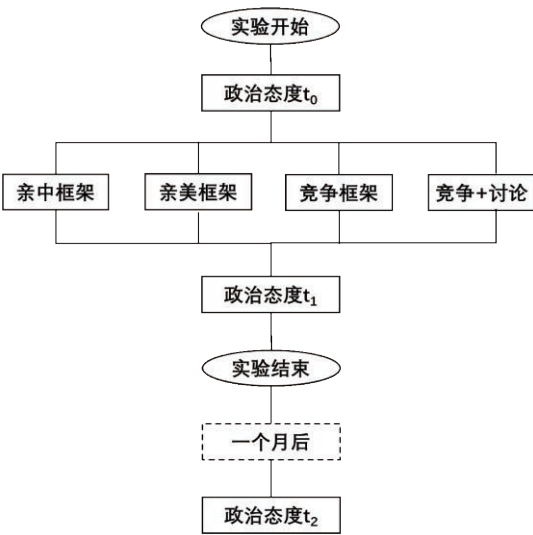 实验开始
政治态度t₀
亲中框架
亲美框架
竞争框架
竞争+讨论
政治态度t₁
实验结束
一个月后
政治态度t₂